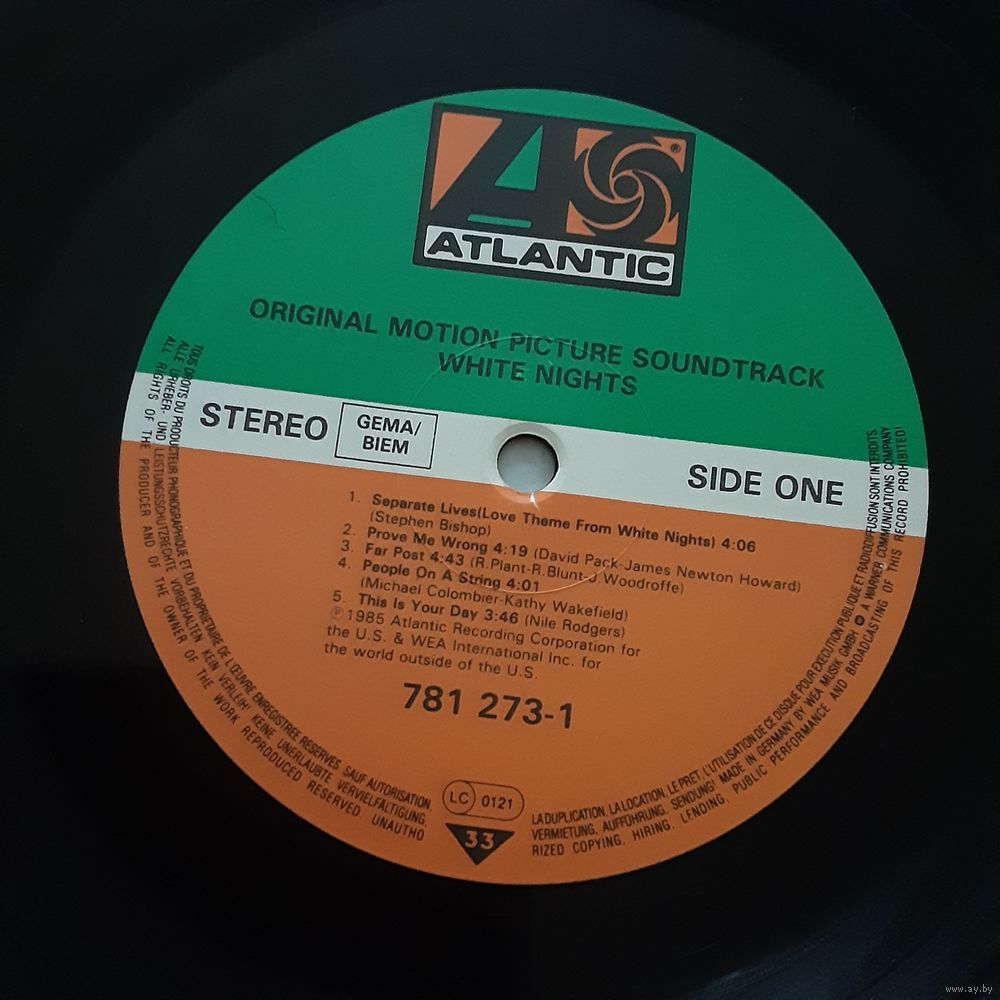 A
®
ATLANTIC
ORIGINAL MOTION PICTURE SOUNDTRACK
WHITE NIGHTS
STEREO
GEMA/
BIEM
SIDE ONE
1. Separate Lives(Love Theme From White Nights) 4:06
(Stephen Bishop)
2. Prove Me Wrong 4:19 (David Pack-James Newton Howard)
3. Far Post 4:43 (R.Plant-R.Blunt-J.Woodroffe)
4. People On A String 4:01
(Michael Colombier-Kathy Wakefield)
5. This Is Your Day 3:46 (Nile Rodgers)
℗1985 Atlantic Recording Corporation for
the U.S. & WEA International Inc. for
the world outside of the U.S.
781 273-1
LC 0121
33
TOUS DROITS DU PRODUCTEUR PHONOGRAPHIQUE ET DU PROPRIETAIRE DE L'ŒUVRE ENREGISTREE RESERVES. SAUF AUTORISATION,
LA DUPLICATION, LA LOCATION, LE PRET, L'UTILISATION DE CE DISQUE POUR EXECUTION PUBLIQUE ET RADIODIFFUSION SONT INTERDITS.
ALLE URHEBER- UND LEISTUNGSSCHUTZRECHTE VORBEHALTEN. KEIN VERLEIH! KEINE UNERLAUBTE VERVIELFÄLTIGUNG,
VERMIETUNG, AUFFÜHRUNG, SENDUNG! MADE IN GERMANY BY WEA MUSIK GMBH A WARNER COMMUNICATIONS COMPANY
ALL RIGHTS OF THE PRODUCER AND OF THE OWNER OF THE WORK REPRODUCED RESERVED UNAUTHO
RIZED COPYING, HIRING, LENDING, PUBLIC PERFORMANCE AND BROADCASTING OF THIS RECORD PROHIBITED!
www.ay.by